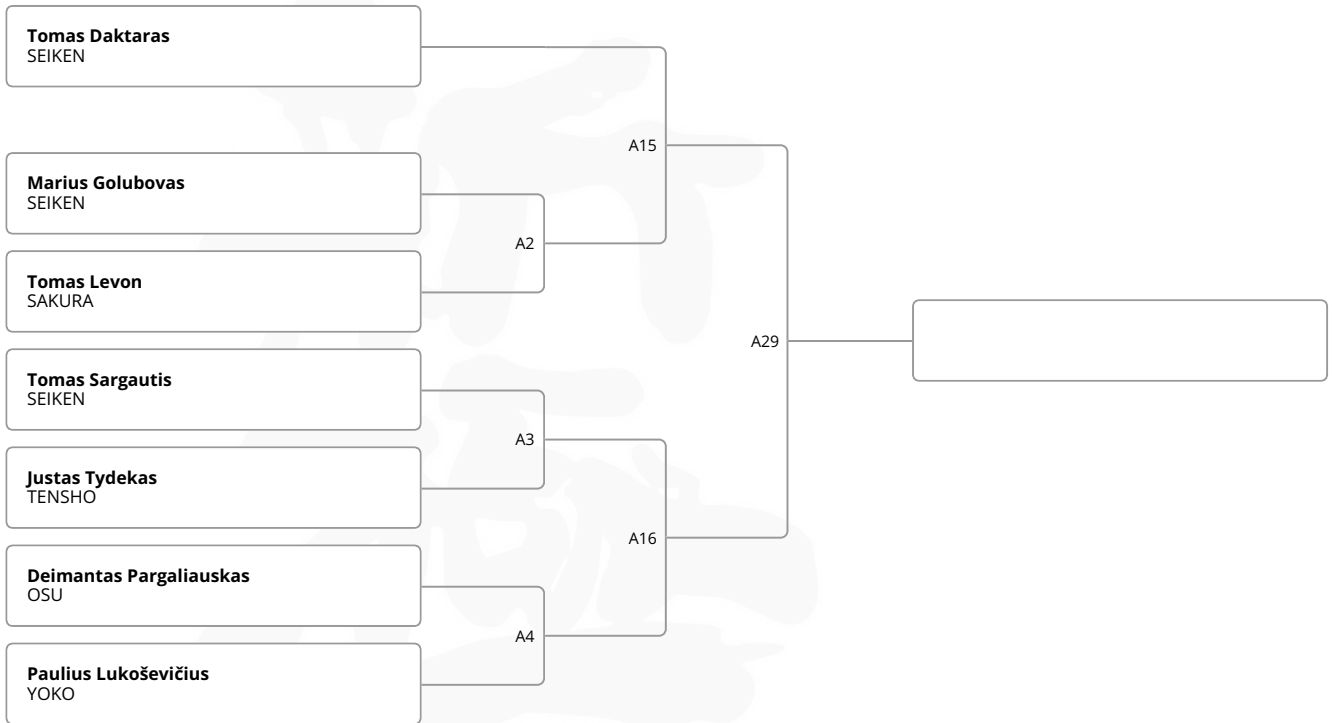 Tomas Daktaras
SEIKEN
A15
Marius Golubovas
SEIKEN
A2
Tomas Levon
SAKURA
A29
Tomas Sargautis
SEIKEN
A3
Justas Tydekas
TENSHO
A16
Deimantas Pargaliauskas
OSU
A4
Paulius Lukoševičius
YOKO